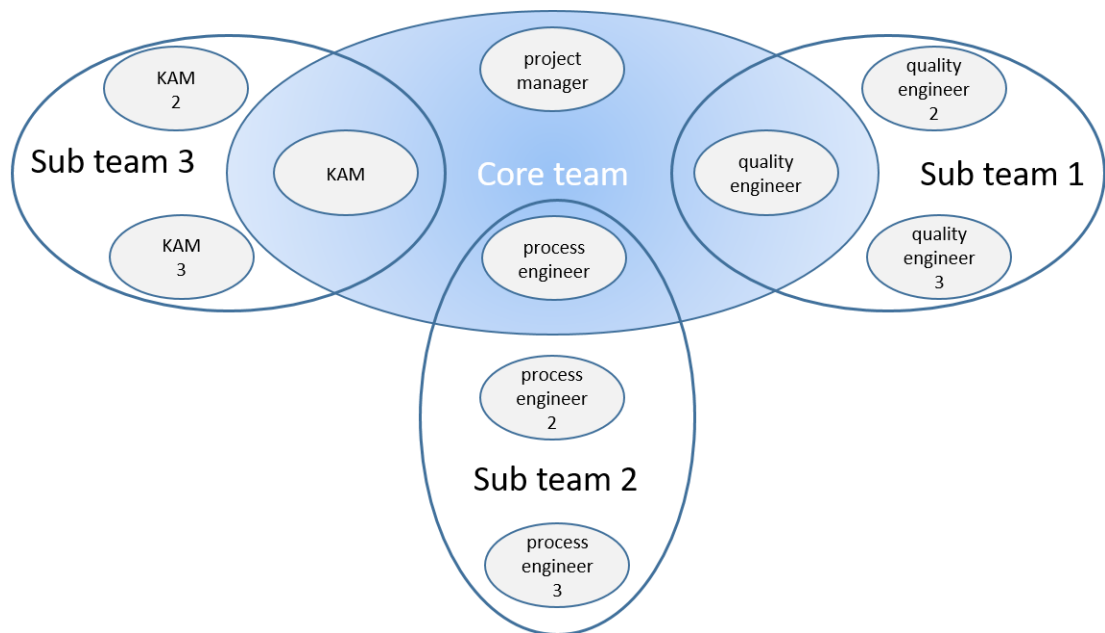 project
manager
KAM
2
quality
engineer
2
Sub team 3
KAM
Core team
quality
engineer
Sub team 1
KAM
3
process
engineer
quality
engineer
3
process
engineer
2
Sub team 2
process
engineer
3